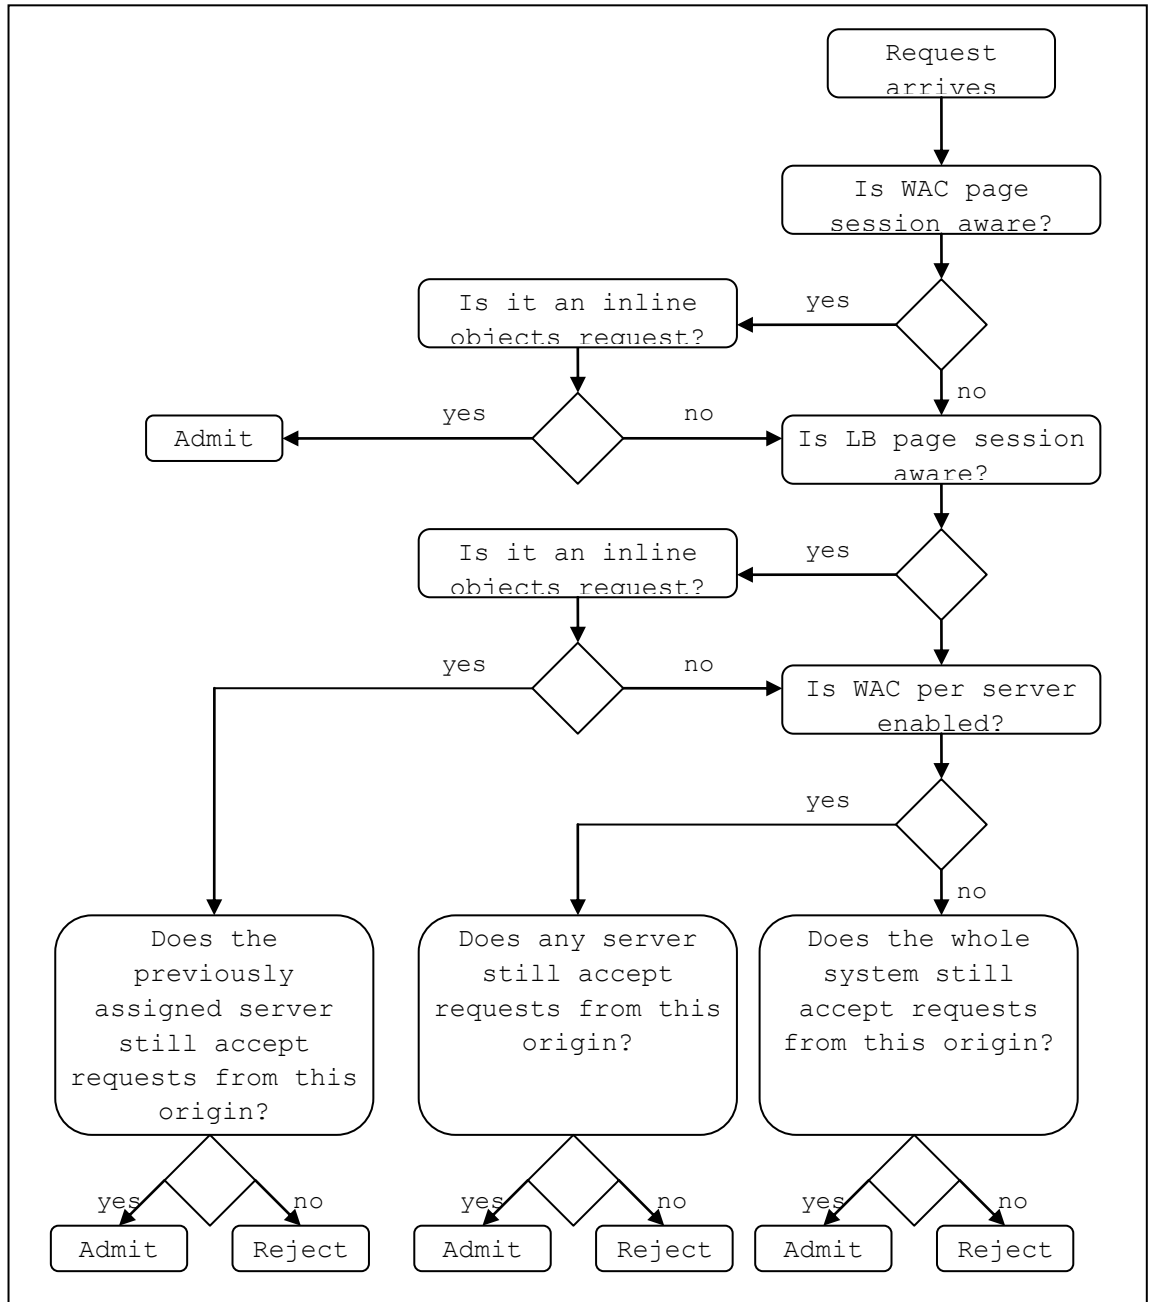 Request
arrives
Is WAC page
session aware?
yes
Is it an inline
objects request?
no
yes
no
Admit
Is LB page session
aware?
yes
Is it an inline
objects request?
yes
no
Is WAC per server
enabled?
yes
no
Does the
previously
assigned server
still accept
requests from this
origin?
Does any server
still accept
requests from this
origin?
Does the whole
system still
accept requests
from this origin?
yes
no
yes
no
yes
no
Admit
Reject
Admit
Reject
Admit
Reject